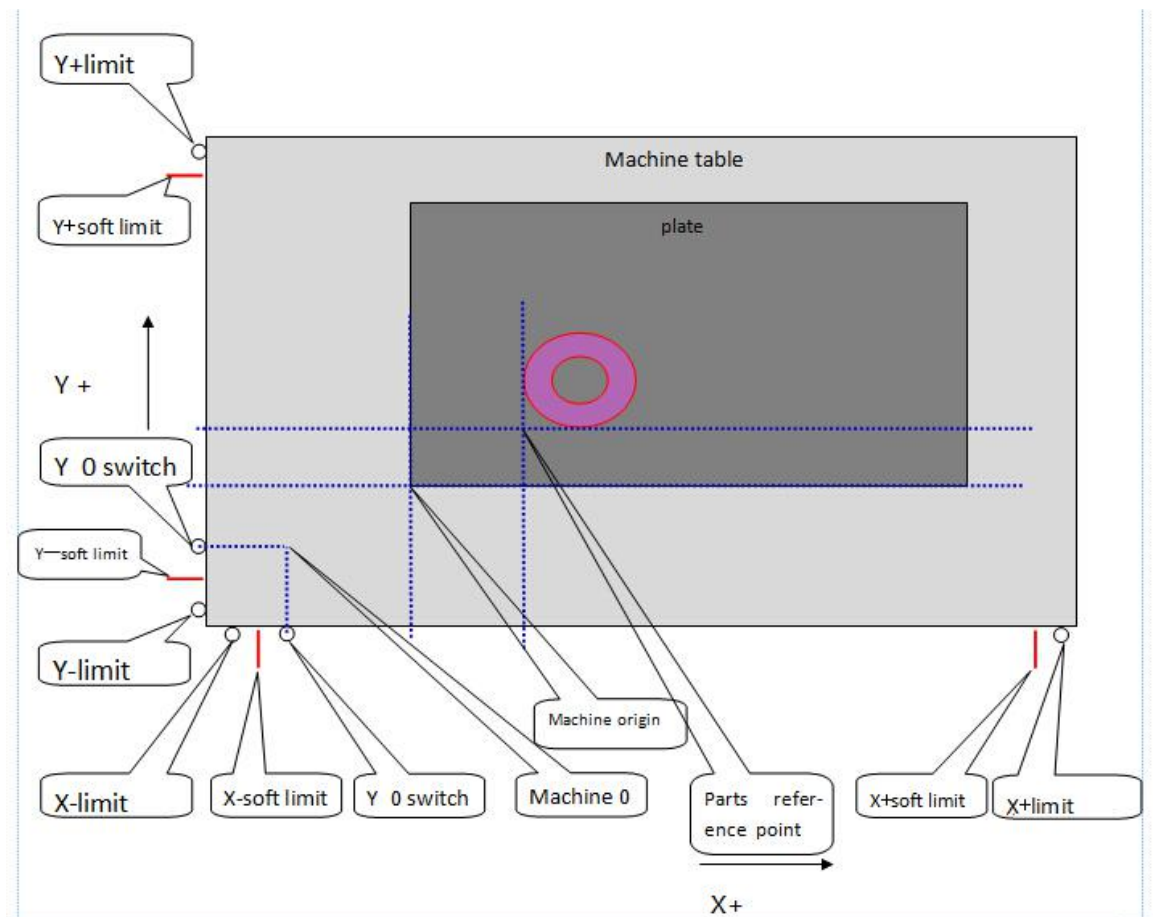 Y+limit
Machine table
Y+soft limit
plate
Y +
Y 0 switch
Y—soft limit
Y-limit
Machine origin
X-limit
X-soft limit
Y 0 switch
Machine 0
Parts refer-
ence point
X+soft limit
X+limit
X+